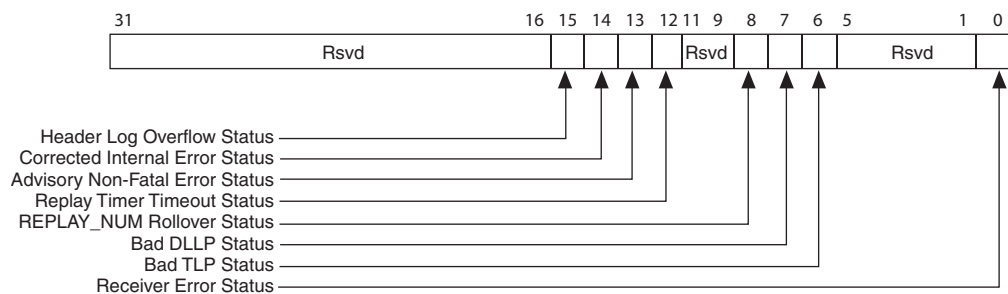 31 16 15 14 13 12 11 9 8 7 6 5 1 0
Rsvd Rsvd Rsvd
Header Log Overflow Status
Corrected Internal Error Status
Advisory Non-Fatal Error Status
Replay Timer Timeout Status
REPLAY_NUM Rollover Status
Bad DLLP Status
Bad TLP Status
Receiver Error Status